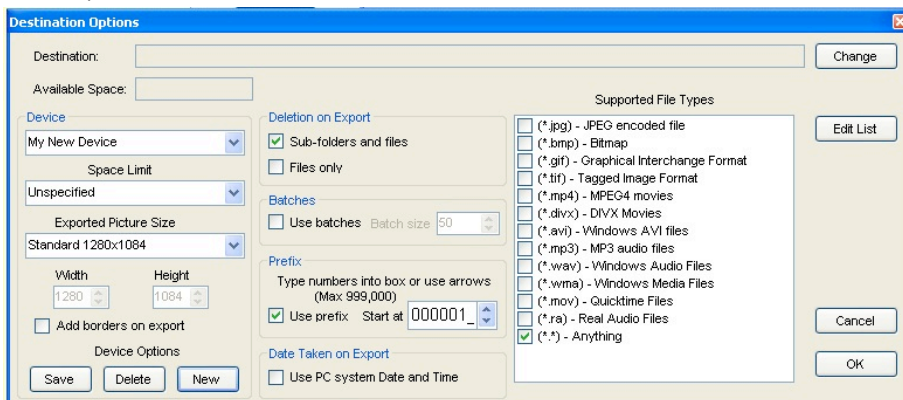 Destination Options
Destination:
Change
Available Space:
Device
My New Device
Space Limit
Unspecified
Exported Picture Size
Standard 1280x1084
Width Height
1280 1084
Add borders on export
Device Options
Save Delete New
Deletion on Export
Sub-folders and files
Files only
Batches
Use batches Batch size 50
Prefix
Type numbers into box or use arrows
(Max 999,000)
Use prefix Start at 000001_
Date Taken on Export
Use PC system Date and Time
Supported File Types
(*.jpg) - JPEG encoded file
(*.bmp) - Bitmap
(*.gif) - Graphical Interchange Format
(*.tif) - Tagged Image Format
(*.mp4) - MPEG4 movies
(*.divx) - DIVX Movies
(*.avi) - Windows AVI files
(*.mp3) - MP3 audio files
(*.wav) - Windows Audio Files
(*.wma) - Windows Media Files
(*.mov) - Quicktime Files
(*.ra) - Real Audio Files
(*.*) - Anything
Edit List
Cancel
OK